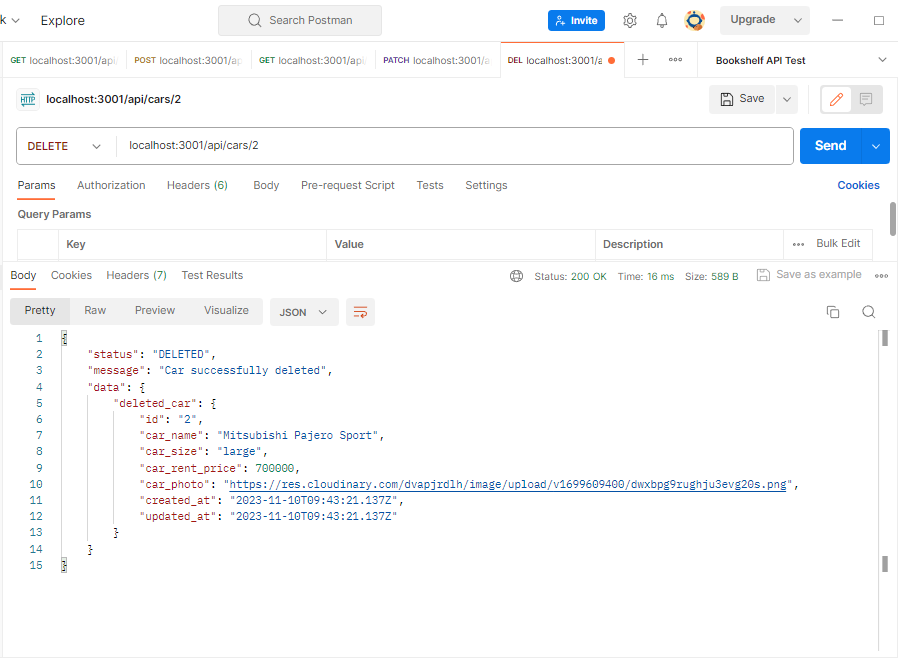 k Explore Search Postman Invite Upgrade
GET localhost:3001/api/ POST localhost:3001/ap GET localhost:3001/api PATCH localhost:3001/a DEL localhost:3001/a Bookshelf API Test
HTTP localhost:3001/api/cars/2 Save
DELETE localhost:3001/api/cars/2 Send
Params Authorization Headers (6) Body Pre-request Script Tests Settings Cookies
Query Params
Key Value Description Bulk Edit
Body Cookies Headers (7) Test Results Status: 200 OK Time: 16 ms Size: 589 B Save as example
Pretty Raw Preview Visualize JSON
1 {
2 "status": "DELETED",
3 "message": "Car successfully deleted",
4 "data": {
5 "deleted_car": {
6 "id": "2",
7 "car_name": "Mitsubishi Pajero Sport",
8 "car_size": "large",
9 "car_rent_price": 700000,
10 "car_photo": "https://res.cloudinary.com/dvapjrdlh/image/upload/v1699609400/dwxbpg9rughju3evg20s.png",
11 "created_at": "2023-11-10T09:43:21.137Z",
12 "updated_at": "2023-11-10T09:43:21.137Z"
13 }
14 }
15 }